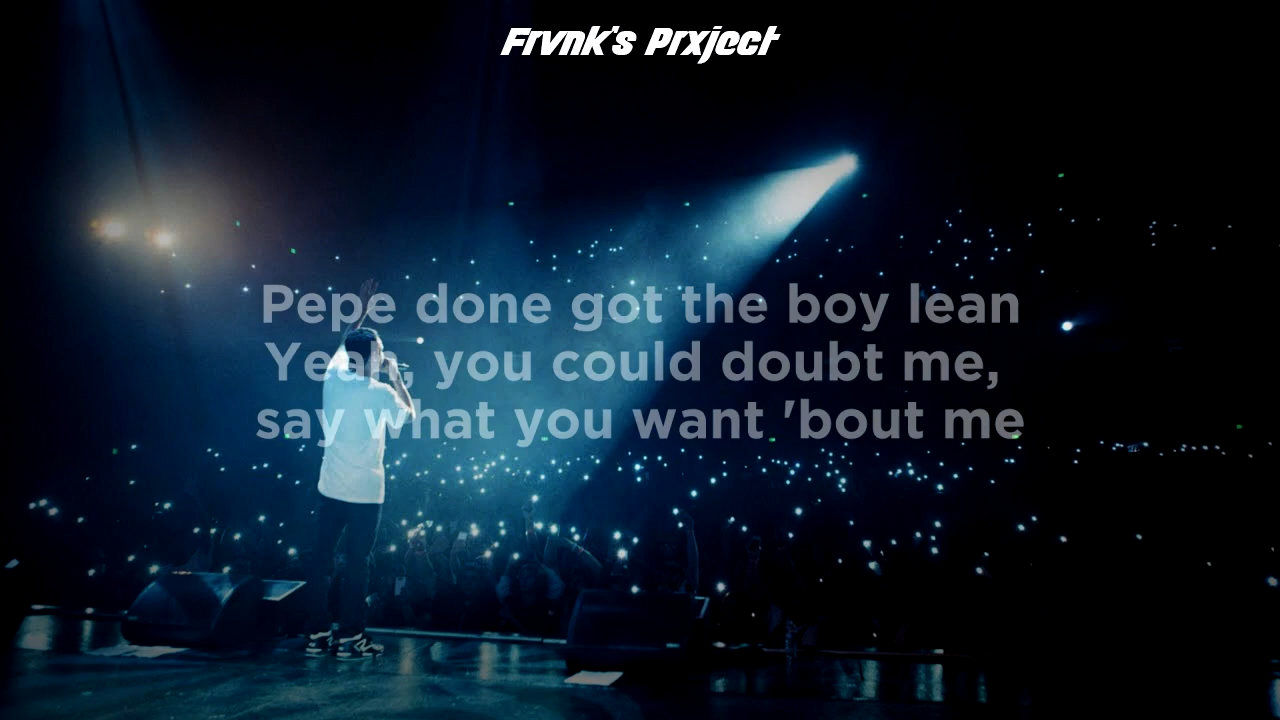 Frvnk's Prxject
Pepe done got the boy lean
Yeah, you could doubt me,
say what you want 'bout me